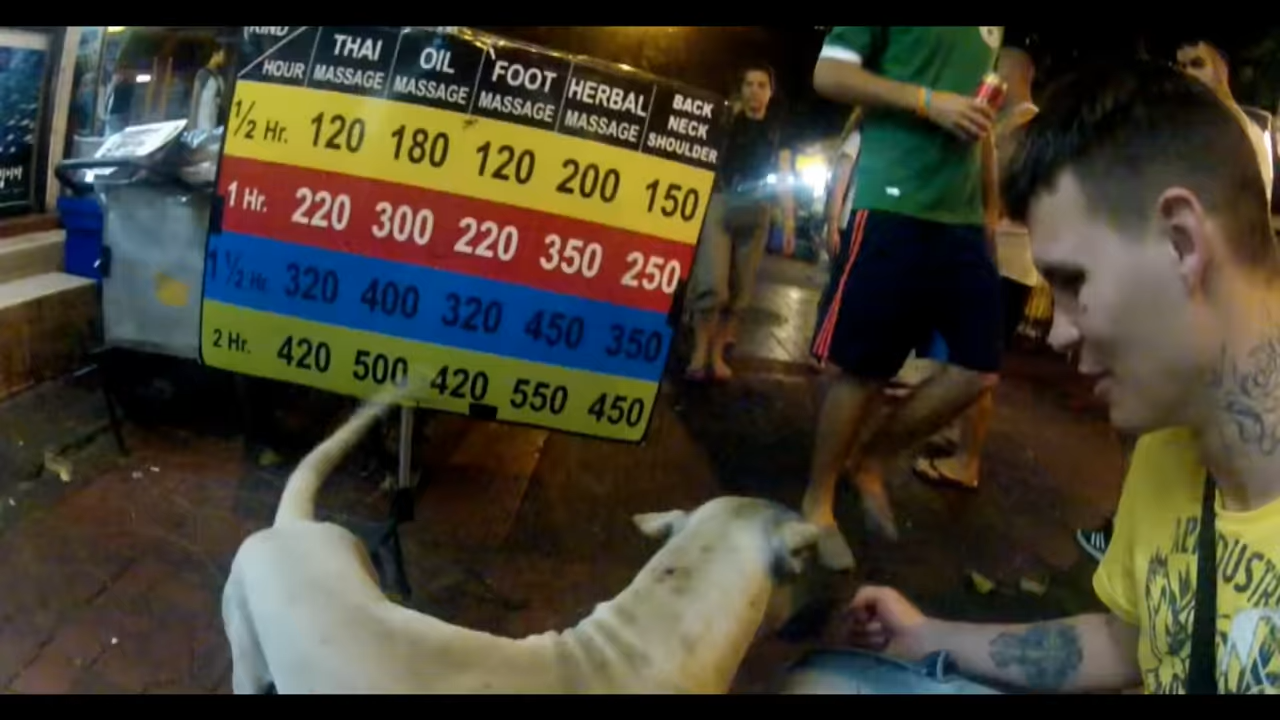 KIND
HOUR
THAI
MASSAGE
OIL
MASSAGE
FOOT
MASSAGE
HERBAL
MASSAGE
BACK
NECK
SHOULDER
1/2 Hr. 120 180 120 200 150
1 Hr. 220 300 220 350 250
1 1/2 Hr. 320 400 320 450 350
2 Hr. 420 500 420 550 450